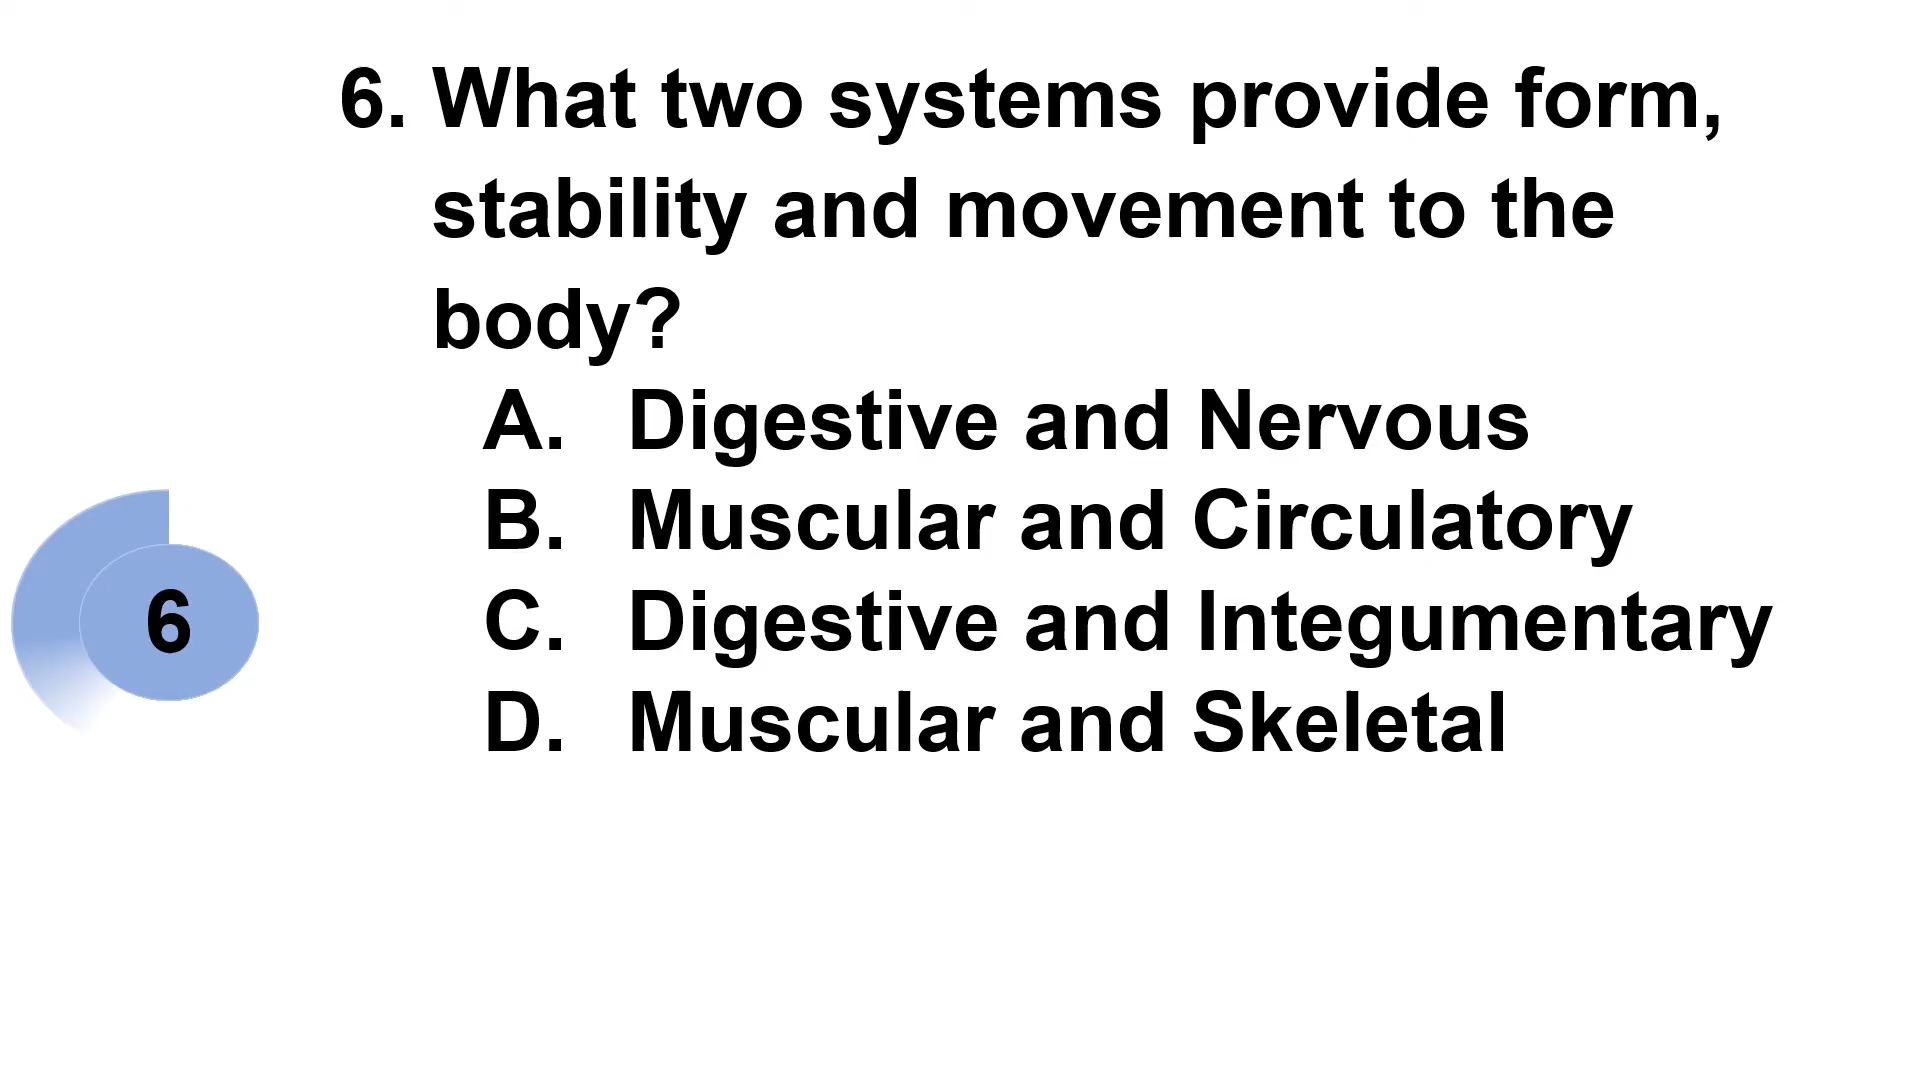 6. What two systems provide form,
stability and movement to the
body?
A. Digestive and Nervous
B. Muscular and Circulatory
C. Digestive and Integumentary
D. Muscular and Skeletal
6